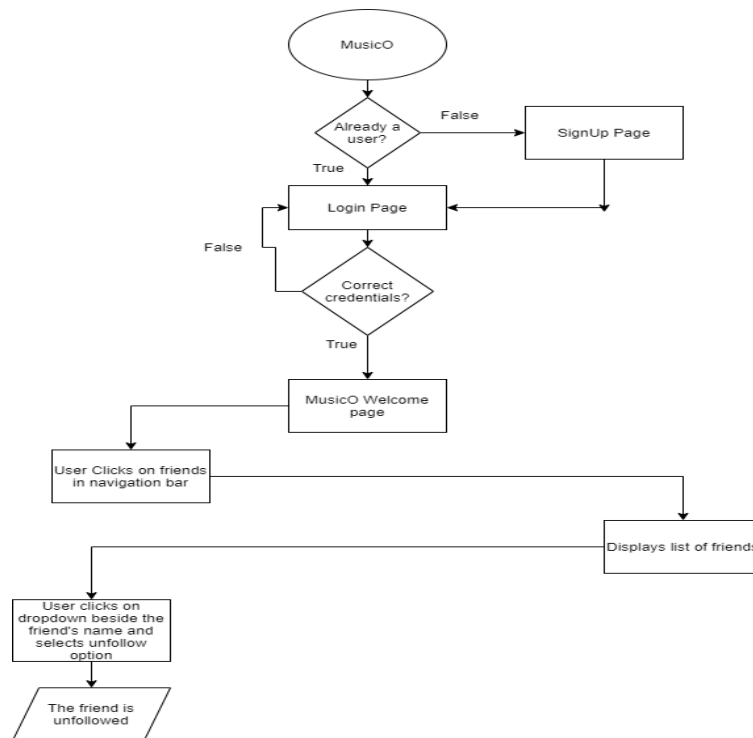 MusicO
Already a
user?
False
SignUp Page
True
Login Page
False
Correct
credentials?
True
MusicO Welcome
page
User Clicks on friends
in navigation bar
Displays list of friends
User clicks on
dropdown beside the
friend's name and
selects unfollow
option
The friend is
unfollowed